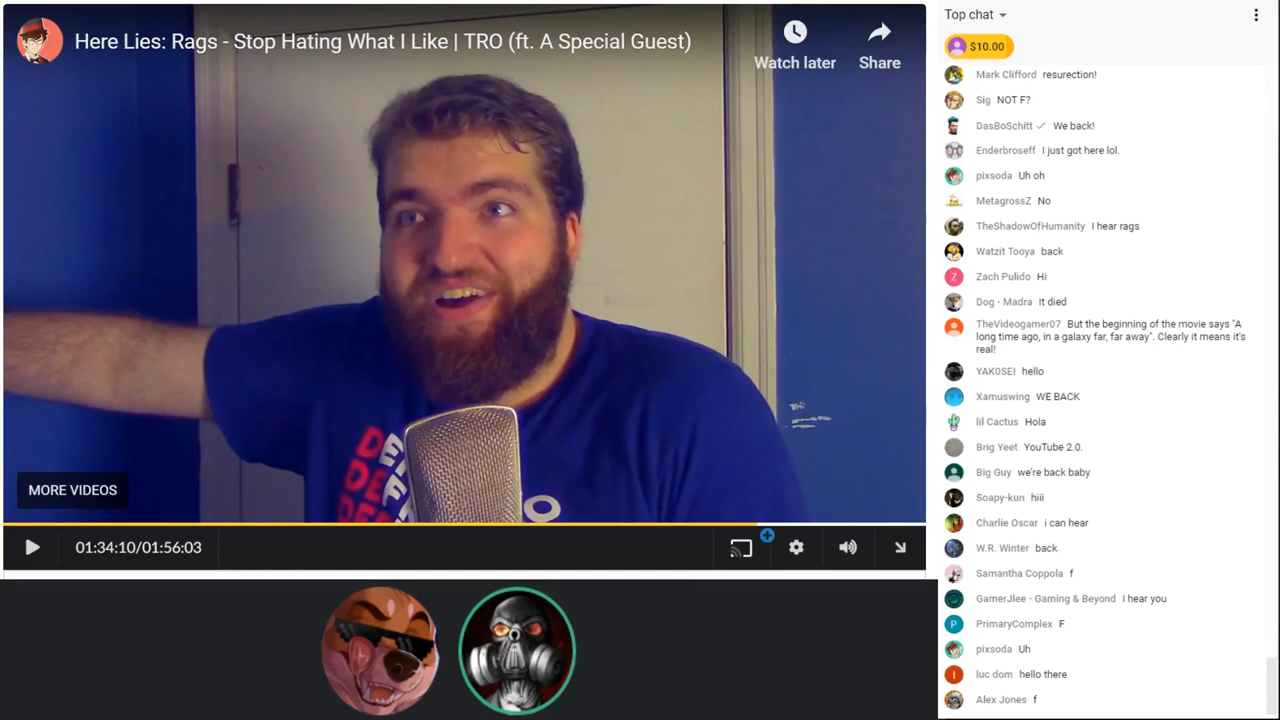 Here Lies: Rags - Stop Hating What I Like | TRO (ft. A Special Guest)
Watch later
Share
MORE VIDEOS
01:34:10/01:56:03
Top chat
$10.00
Mark Clifford resurection!
Sig NOT F?
DasBoSchitt We back!
Enderbroseff I just got here lol.
pixsoda Uh oh
MetagrossZ No
TheShadowOfHumanity I hear rags
Watzit Tooya back
Z
Zach Pulido Hi
Dog - Madra It died
TheVideogamer07 But the beginning of the movie says "A
long time ago, in a galaxy far, far away". Clearly it means it's
real!
YAK0SEI hello
Xamuswing WE BACK
lil Cactus Hola
Brig Yeet YouTube 2.0.
Big Guy we're back baby
Soapy-kun hiii
Charlie Oscar i can hear
W.R. Winter back
Samantha Coppola f
GamerJlee - Gaming & Beyond I hear you
P
PrimaryComplex F
pixsoda Uh
l
luc dom hello there
Alex Jones f